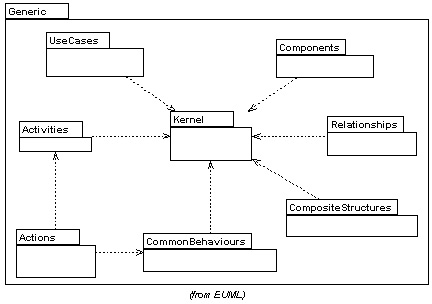 Generic
UseCases
Components
Kernel
Activities
Relationships
CompositeStructures
Actions
CommonBehaviours
(from EUML)